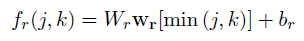 f_r(j, k) = W_r w_r[min (j, k)] + b_r